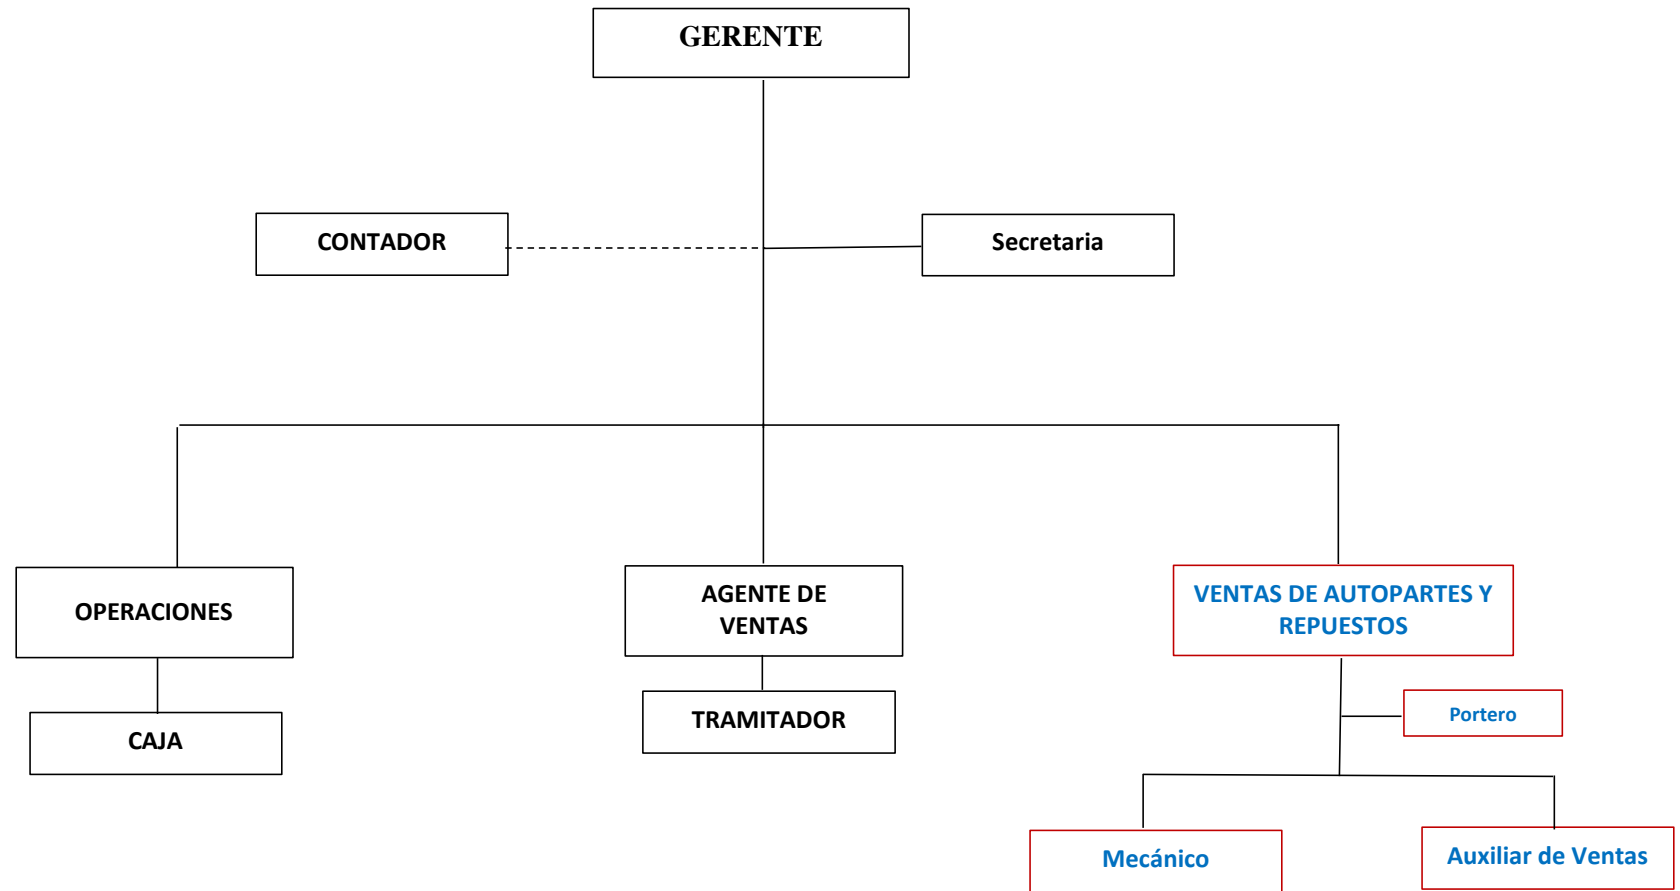 GERENTE
CONTADOR
Secretaria
OPERACIONES
AGENTE DE
VENTAS
VENTAS DE AUTOPARTES Y
REPUESTOS
CAJA
TRAMITADOR
Portero
Mecánico
Auxiliar de Ventas